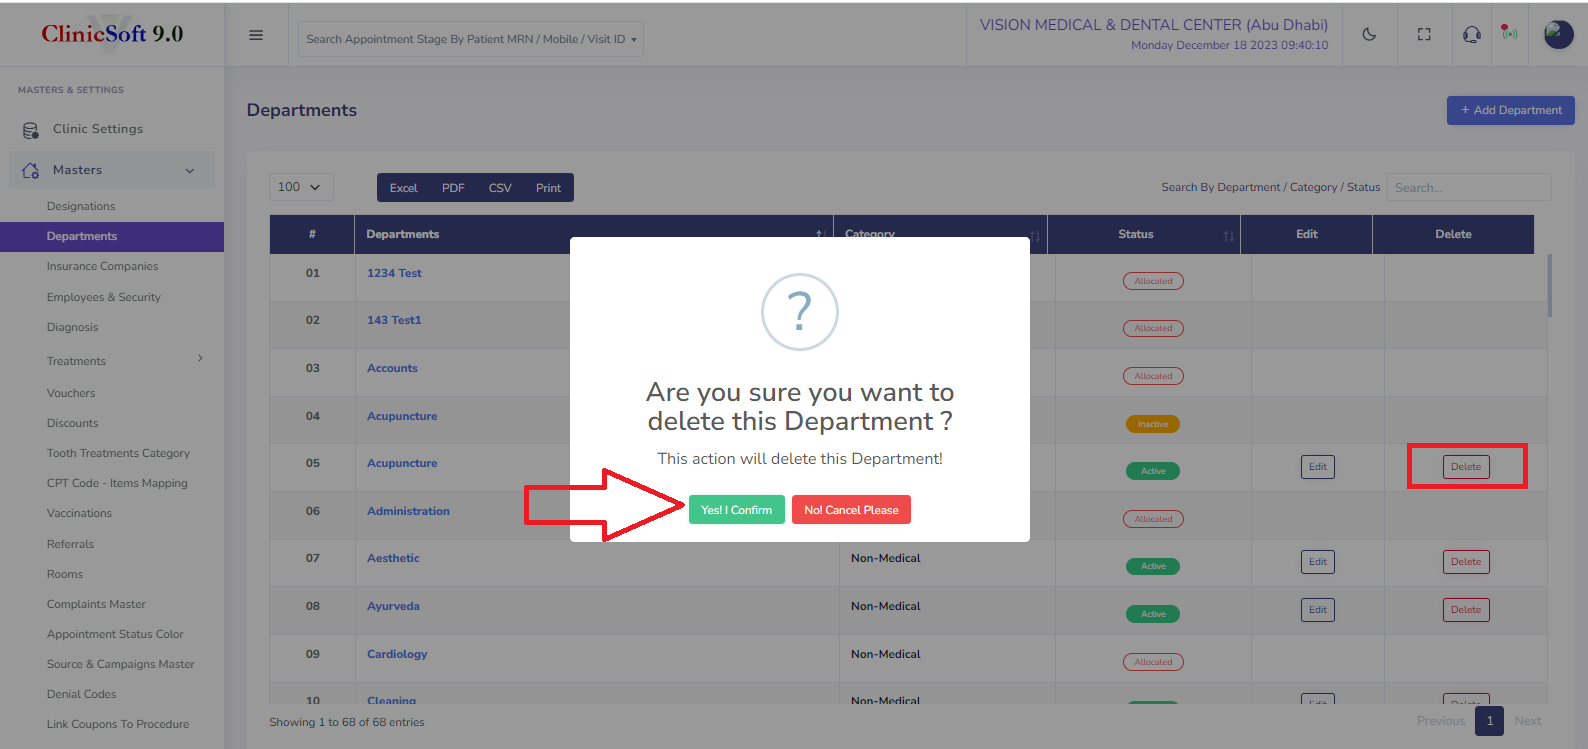 ClinicSoft 9.0
Search Appointment Stage By Patient MRN / Mobile / Visit ID
VISION MEDICAL & DENTAL CENTER (Abu Dhabi)
Monday December 18 2023 09:40:10
MASTERS & SETTINGS
Clinic Settings
Masters
Designations
Departments
Insurance Companies
Employees & Security
Diagnosis
Treatments
Vouchers
Discounts
Tooth Treatments Category
CPT Code - Items Mapping
Vaccinations
Referrals
Rooms
Complaints Master
Appointment Status Color
Source & Campaigns Master
Denial Codes
Link Coupons To Procedure
Departments
+ Add Department
100
Excel PDF CSV Print
Search By Department / Category / Status Search...
# Departments Category Status Edit Delete
01 1234 Test Allocated
02 143 Test1 Allocated
03 Accounts Allocated
04 Acupuncture Inactive
05 Acupuncture Active Edit Delete
06 Administration Allocated
07 Aesthetic Non-Medical Active Edit Delete
08 Ayurveda Non-Medical Active Edit Delete
09 Cardiology Non-Medical Allocated
10 Cleaning Non-Medical Active Edit Delete
Showing 1 to 68 of 68 entries
Previous 1 Next
?
Are you sure you want to
delete this Department ?
This action will delete this Department!
Yes! I Confirm No! Cancel Please